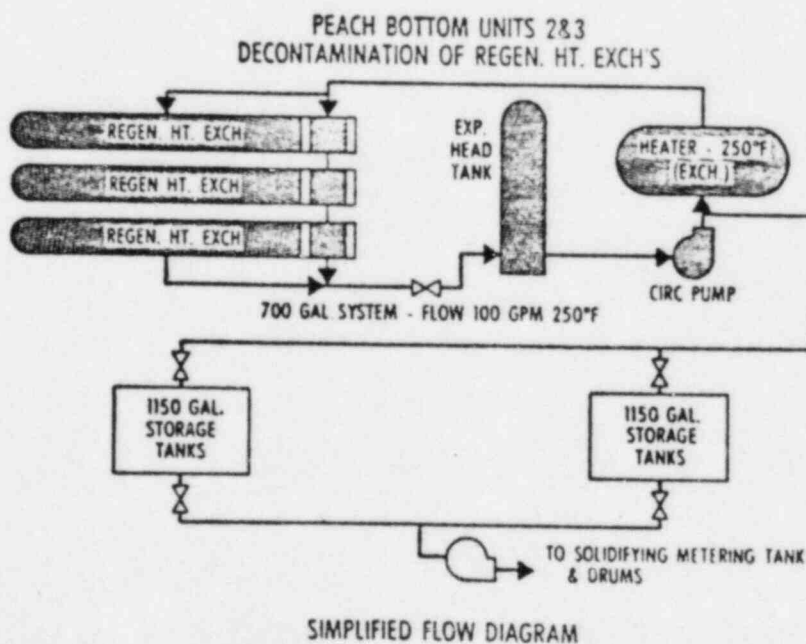 PEACH BOTTOM UNITS 2&3
DECONTAMINATION OF REGEN. HT. EXCH'S
REGEN. HT. EXCH
REGEN. HT. EXCH
REGEN. HT. EXCH
EXP.
HEAD
TANK
HEATER - 250°F
(EXCH.)
CIRC PUMP
700 GAL SYSTEM - FLOW 100 GPM 250°F
1150 GAL.
STORAGE
TANKS
1150 GAL.
STORAGE
TANKS
TO SOLIDIFYING METERING TANK
& DRUMS
SIMPLIFIED FLOW DIAGRAM